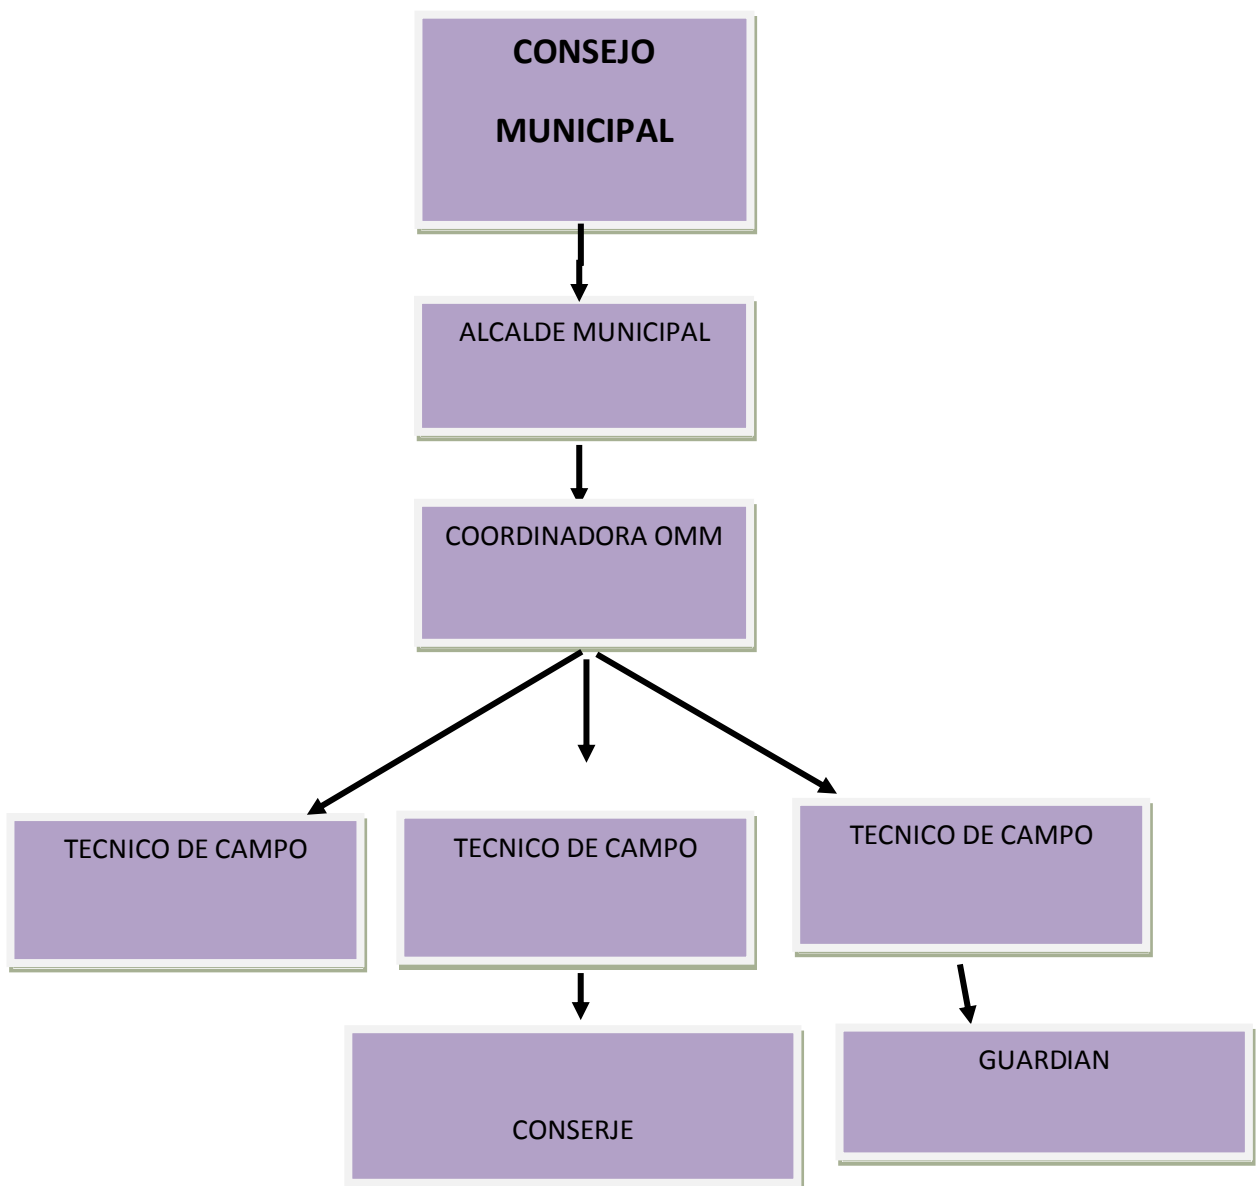 CONSEJO
MUNICIPAL
ALCALDE MUNICIPAL
COORDINADORA OMM
TECNICO DE CAMPO
TECNICO DE CAMPO
TECNICO DE CAMPO
CONSERJE
GUARDIAN